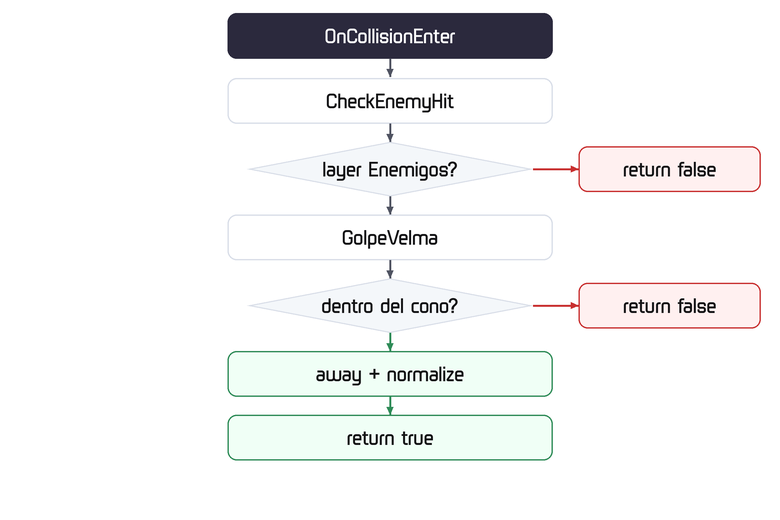 OnCollisionEnter
CheckEnemyHit
layer Enemigos?
return false
GolpeVelma
dentro del cono?
return false
away + normalize
return true